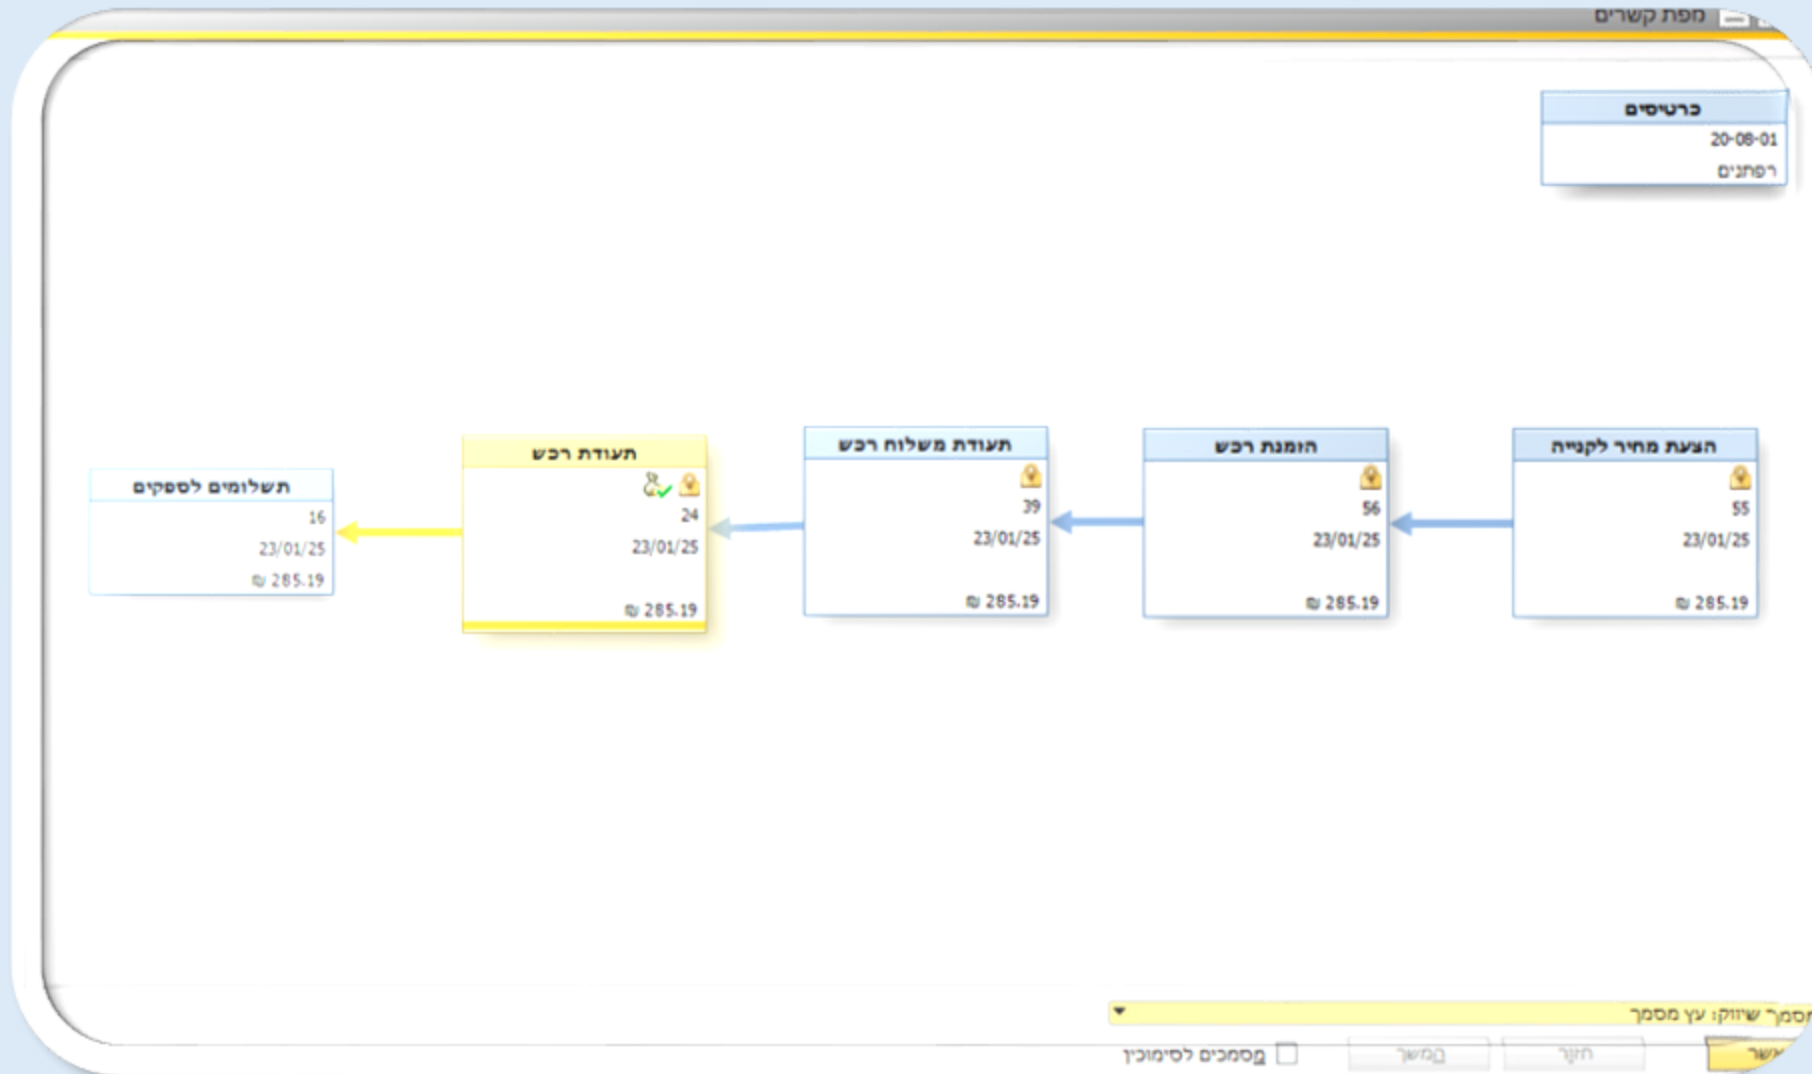 מפת קשרים
כרטיסים
20-08-01
רפתנים
הצעת מחיר לקנייה
55
23/01/25
285.19 ₪
הזמנת רכש
56
23/01/25
285.19 ₪
תעודת משלוח רכש
39
23/01/25
285.19 ₪
תעודת רכש
24
23/01/25
285.19 ₪
תשלומים לספקים
16
23/01/25
285.19 ₪
מסמך שיווק: עץ מסמך
חזור
המשך
מסמכים לסימוכין